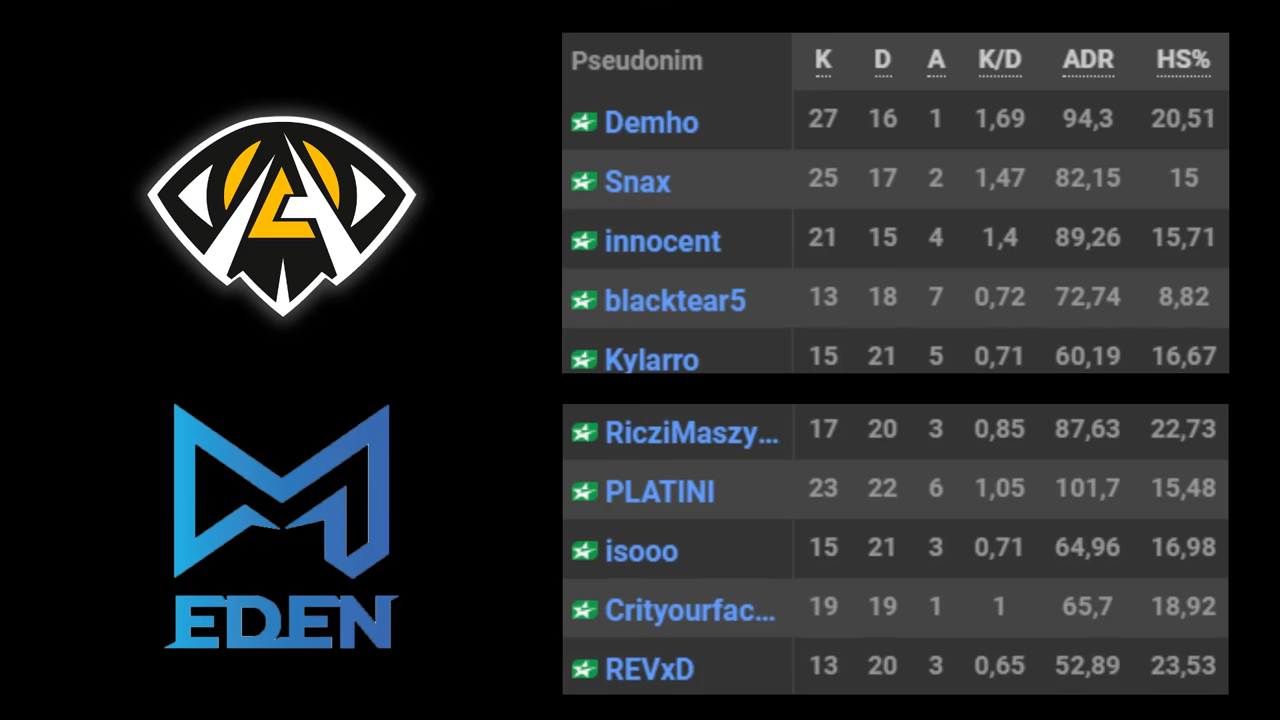 Pseudonim K D A K/D ADR HS%
Demho 27 16 1 1,69 94,3 20,51
Snax 25 17 2 1,47 82,15 15
innocent 21 15 4 1,4 89,26 15,71
blacktear5 13 18 7 0,72 72,74 8,82
Kylarro 15 21 5 0,71 60,19 16,67
RicziMaszy... 17 20 3 0,85 87,63 22,73
PLATINI 23 22 6 1,05 101,7 15,48
isooo 15 21 3 0,71 64,96 16,98
Crityourfac... 19 19 1 1 65,7 18,92
REVxD 13 20 3 0,65 52,89 23,53
EDEN